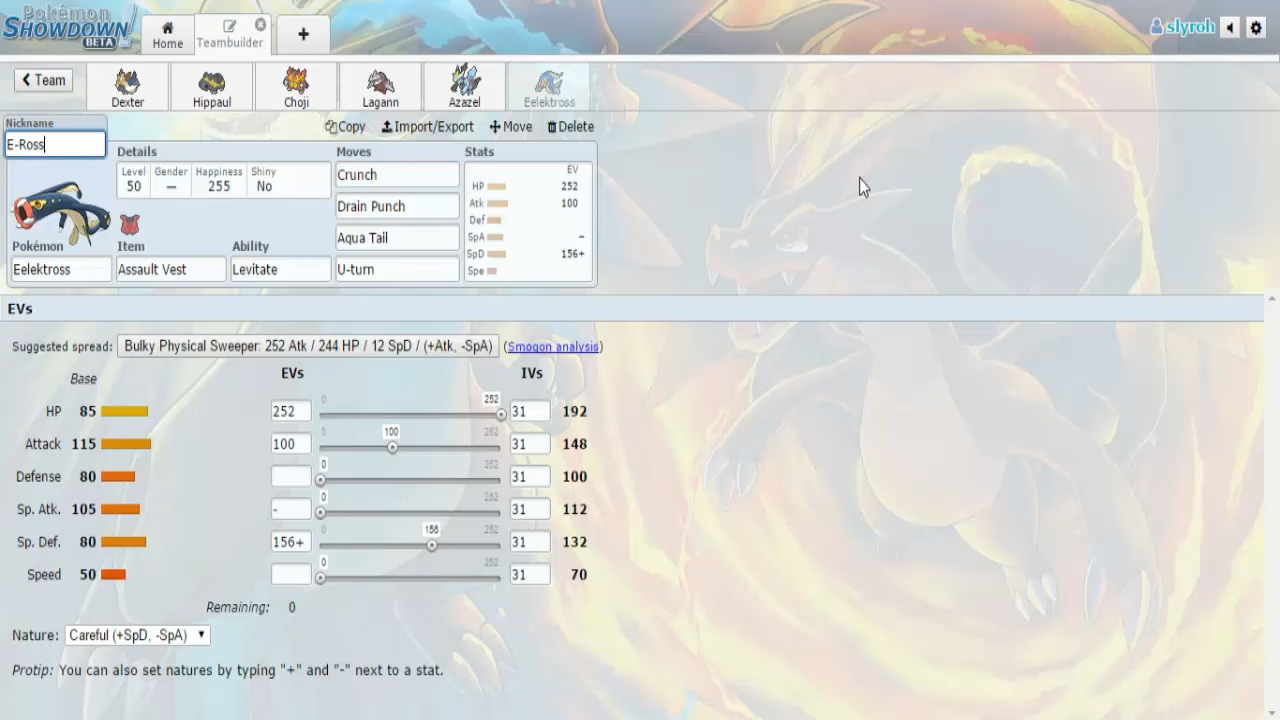 Pokémon
SHOWDOWN
BETA
Home
Teambuilder
+
slyroh
Team
Dexter
Hippaul
Choji
Lagann
Azazel
Eelektross
Nickname
E-Ross
Copy
Import/Export
Move
Delete
Details
Level
50
Gender
—
Happiness
255
Shiny
No
Pokémon
Eelektross
Item
Assault Vest
Ability
Levitate
Moves
Crunch
Drain Punch
Aqua Tail
U-turn
Stats
EV
HP 252
Atk 100
Def
SpA –
SpD 156+
Spe
EVs
Suggested spread: Bulky Physical Sweeper: 252 Atk / 244 HP / 12 SpD / (+Atk, -SpA) (Smogon analysis)
Base EVs IVs
HP 85 252 0 252 31 192
Attack 115 100 0 100 252 31 148
Defense 80 0 252 31 100
Sp. Atk. 105 - 0 252 31 112
Sp. Def. 80 156+ 0 156 252 31 132
Speed 50 0 252 31 70
Remaining: 0
Nature: Careful (+SpD, -SpA)
Protip: You can also set natures by typing "+" and "-" next to a stat.